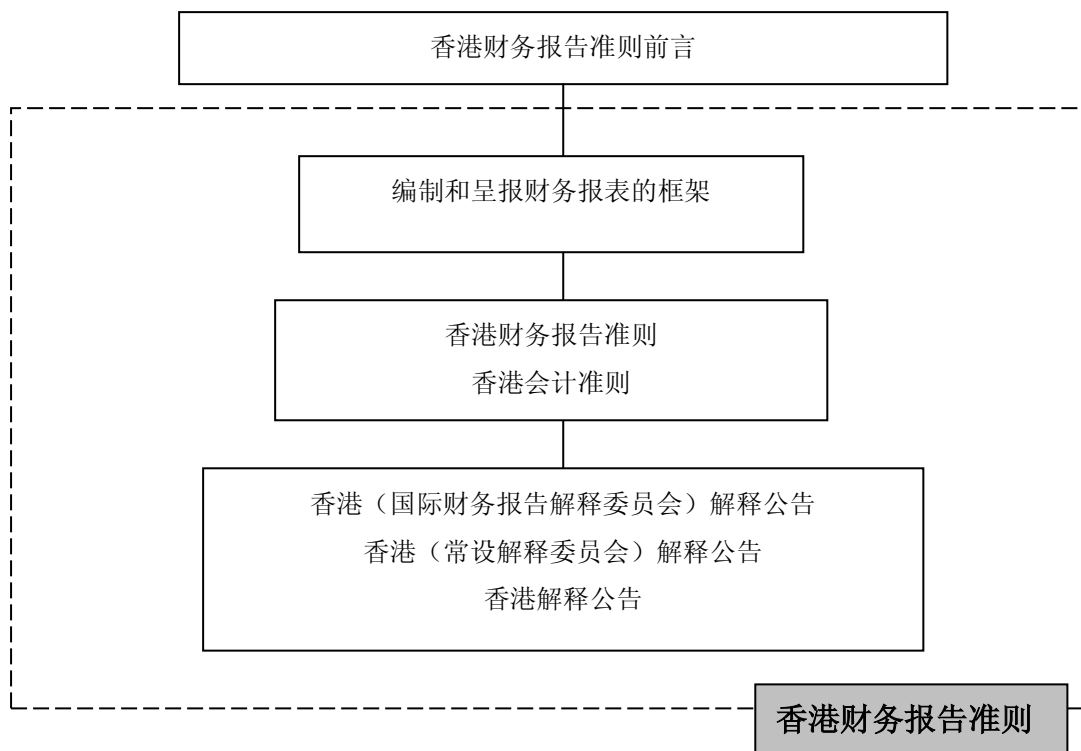 香港财务报告准则前言
编制和呈报财务报表的框架
香港财务报告准则
香港会计准则
香港（国际财务报告解释委员会）解释公告
香港（常设解释委员会）解释公告
香港解释公告
香港财务报告准则